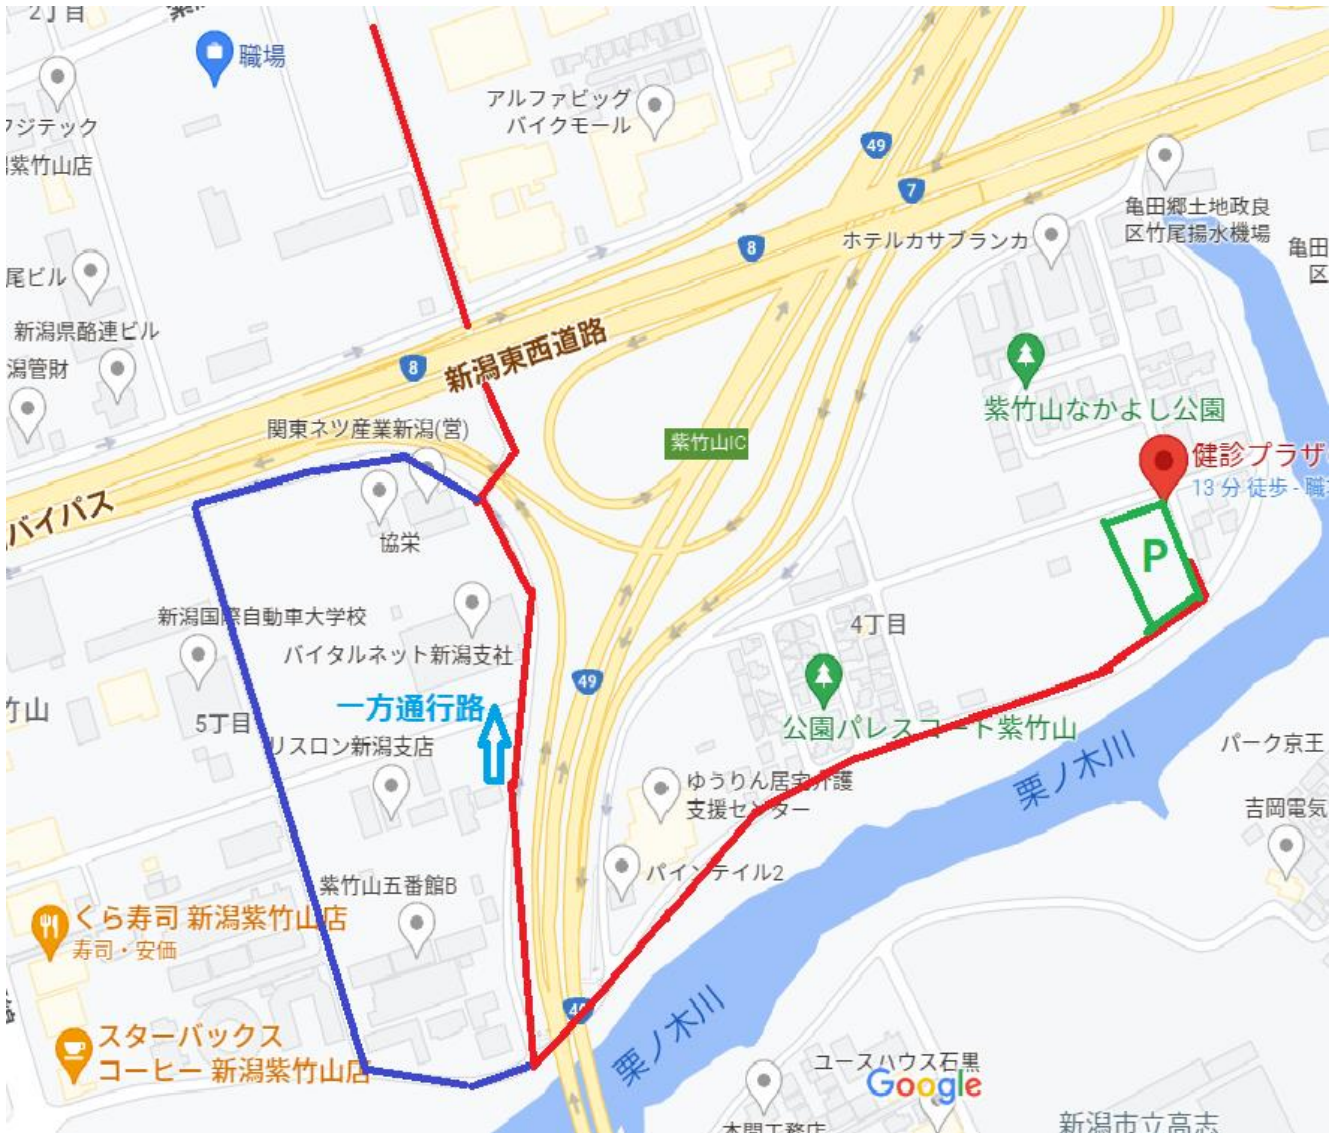 2丁目
職場
アルファビッグ
バイクモール
フジテック
紫竹山店
49
7
亀田郷土地政良
区竹尾揚水機場
8
ホテルカサブランカ
亀田
区
尾ビル
新潟県酪連ビル
新潟東西道路
8
潟管財
紫竹山なかよし公園
関東ネツ産業新潟(営)
紫竹山IC
健診プラザ
13 分 徒歩 - 職
バイパス
協栄
P
新潟国際自動車大学校
4丁目
バイタルネット新潟支社
49
竹山
一方通行路
5丁目
公園パレスコート紫竹山
リスロン新潟支店
パーク京王
栗ノ木川
ゆうりん居宅介護
支援センター
吉岡電気
パインテイル2
紫竹山五番館B
くら寿司 新潟紫竹山店
寿司・安価
49
栗ノ木川
スターバックス
コーヒー 新潟紫竹山店
ユースハウス石黒
Google
本間工務店
新潟市立高志